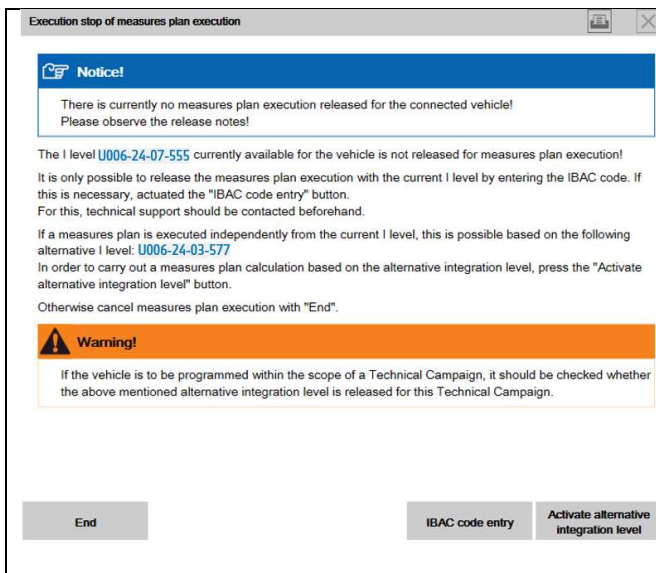 Execution stop of measures plan execution
Notice!
There is currently no measures plan execution released for the connected vehicle!
Please observe the release notes!
The I level U006-24-07-555 currently available for the vehicle is not released for measures plan execution!
It is only possible to release the measures plan execution with the current I level by entering the IBAC code. If
this is necessary, actuated the "IBAC code entry" button.
For this, technical support should be contacted beforehand.
If a measures plan is executed independently from the current I level, this is possible based on the following
alternative I level: U006-24-03-577
In order to carry out a measures plan calculation based on the alternative integration level, press the "Activate
alternative integration level" button.
Otherwise cancel measures plan execution with "End".
Warning!
If the vehicle is to be programmed within the scope of a Technical Campaign, it should be checked whether
the above mentioned alternative integration level is released for this Technical Campaign.
End
IBAC code entry
Activate alternative
integration level